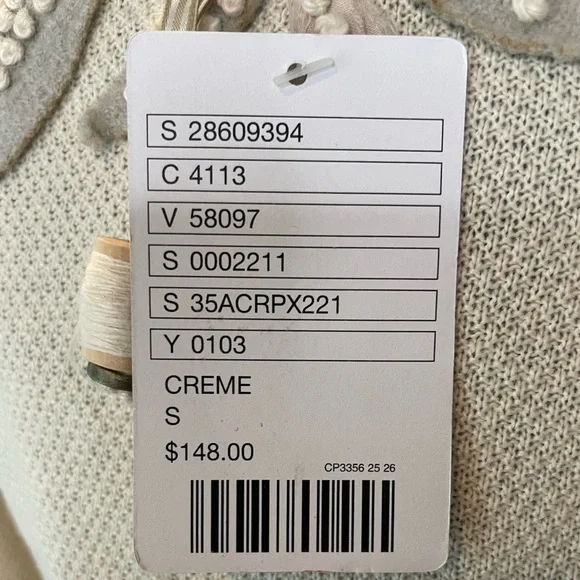 S 28609394
C 4113
V 58097
S 0002211
S 35ACRPX221
Y 0103
CREME
S
$148.00
CP3356 25 26